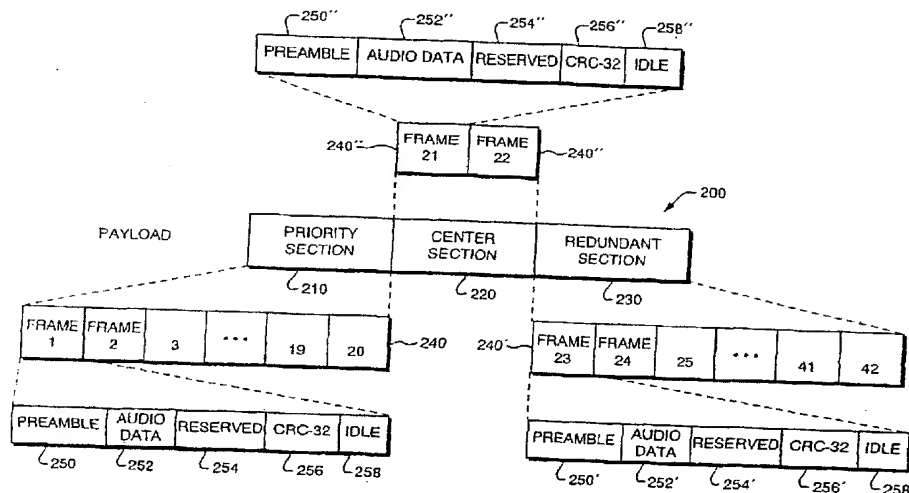 250" 252" 254" 256" 258"
PREAMBLE AUDIO DATA RESERVED CRC-32 IDLE
240" FRAME 21 FRAME 22 240"
200
PAYLOAD PRIORITY SECTION CENTER SECTION REDUNDANT SECTION
210 220 230
FRAME 1 FRAME 2 3 ••• 19 20 240
240' FRAME 23 FRAME 24 25 ••• 41 42
PREAMBLE AUDIO DATA RESERVED CRC-32 IDLE
250 252 254 256 258
PREAMBLE AUDIO DATA RESERVED CRC-32 IDLE
250' 252' 254' 256' 258